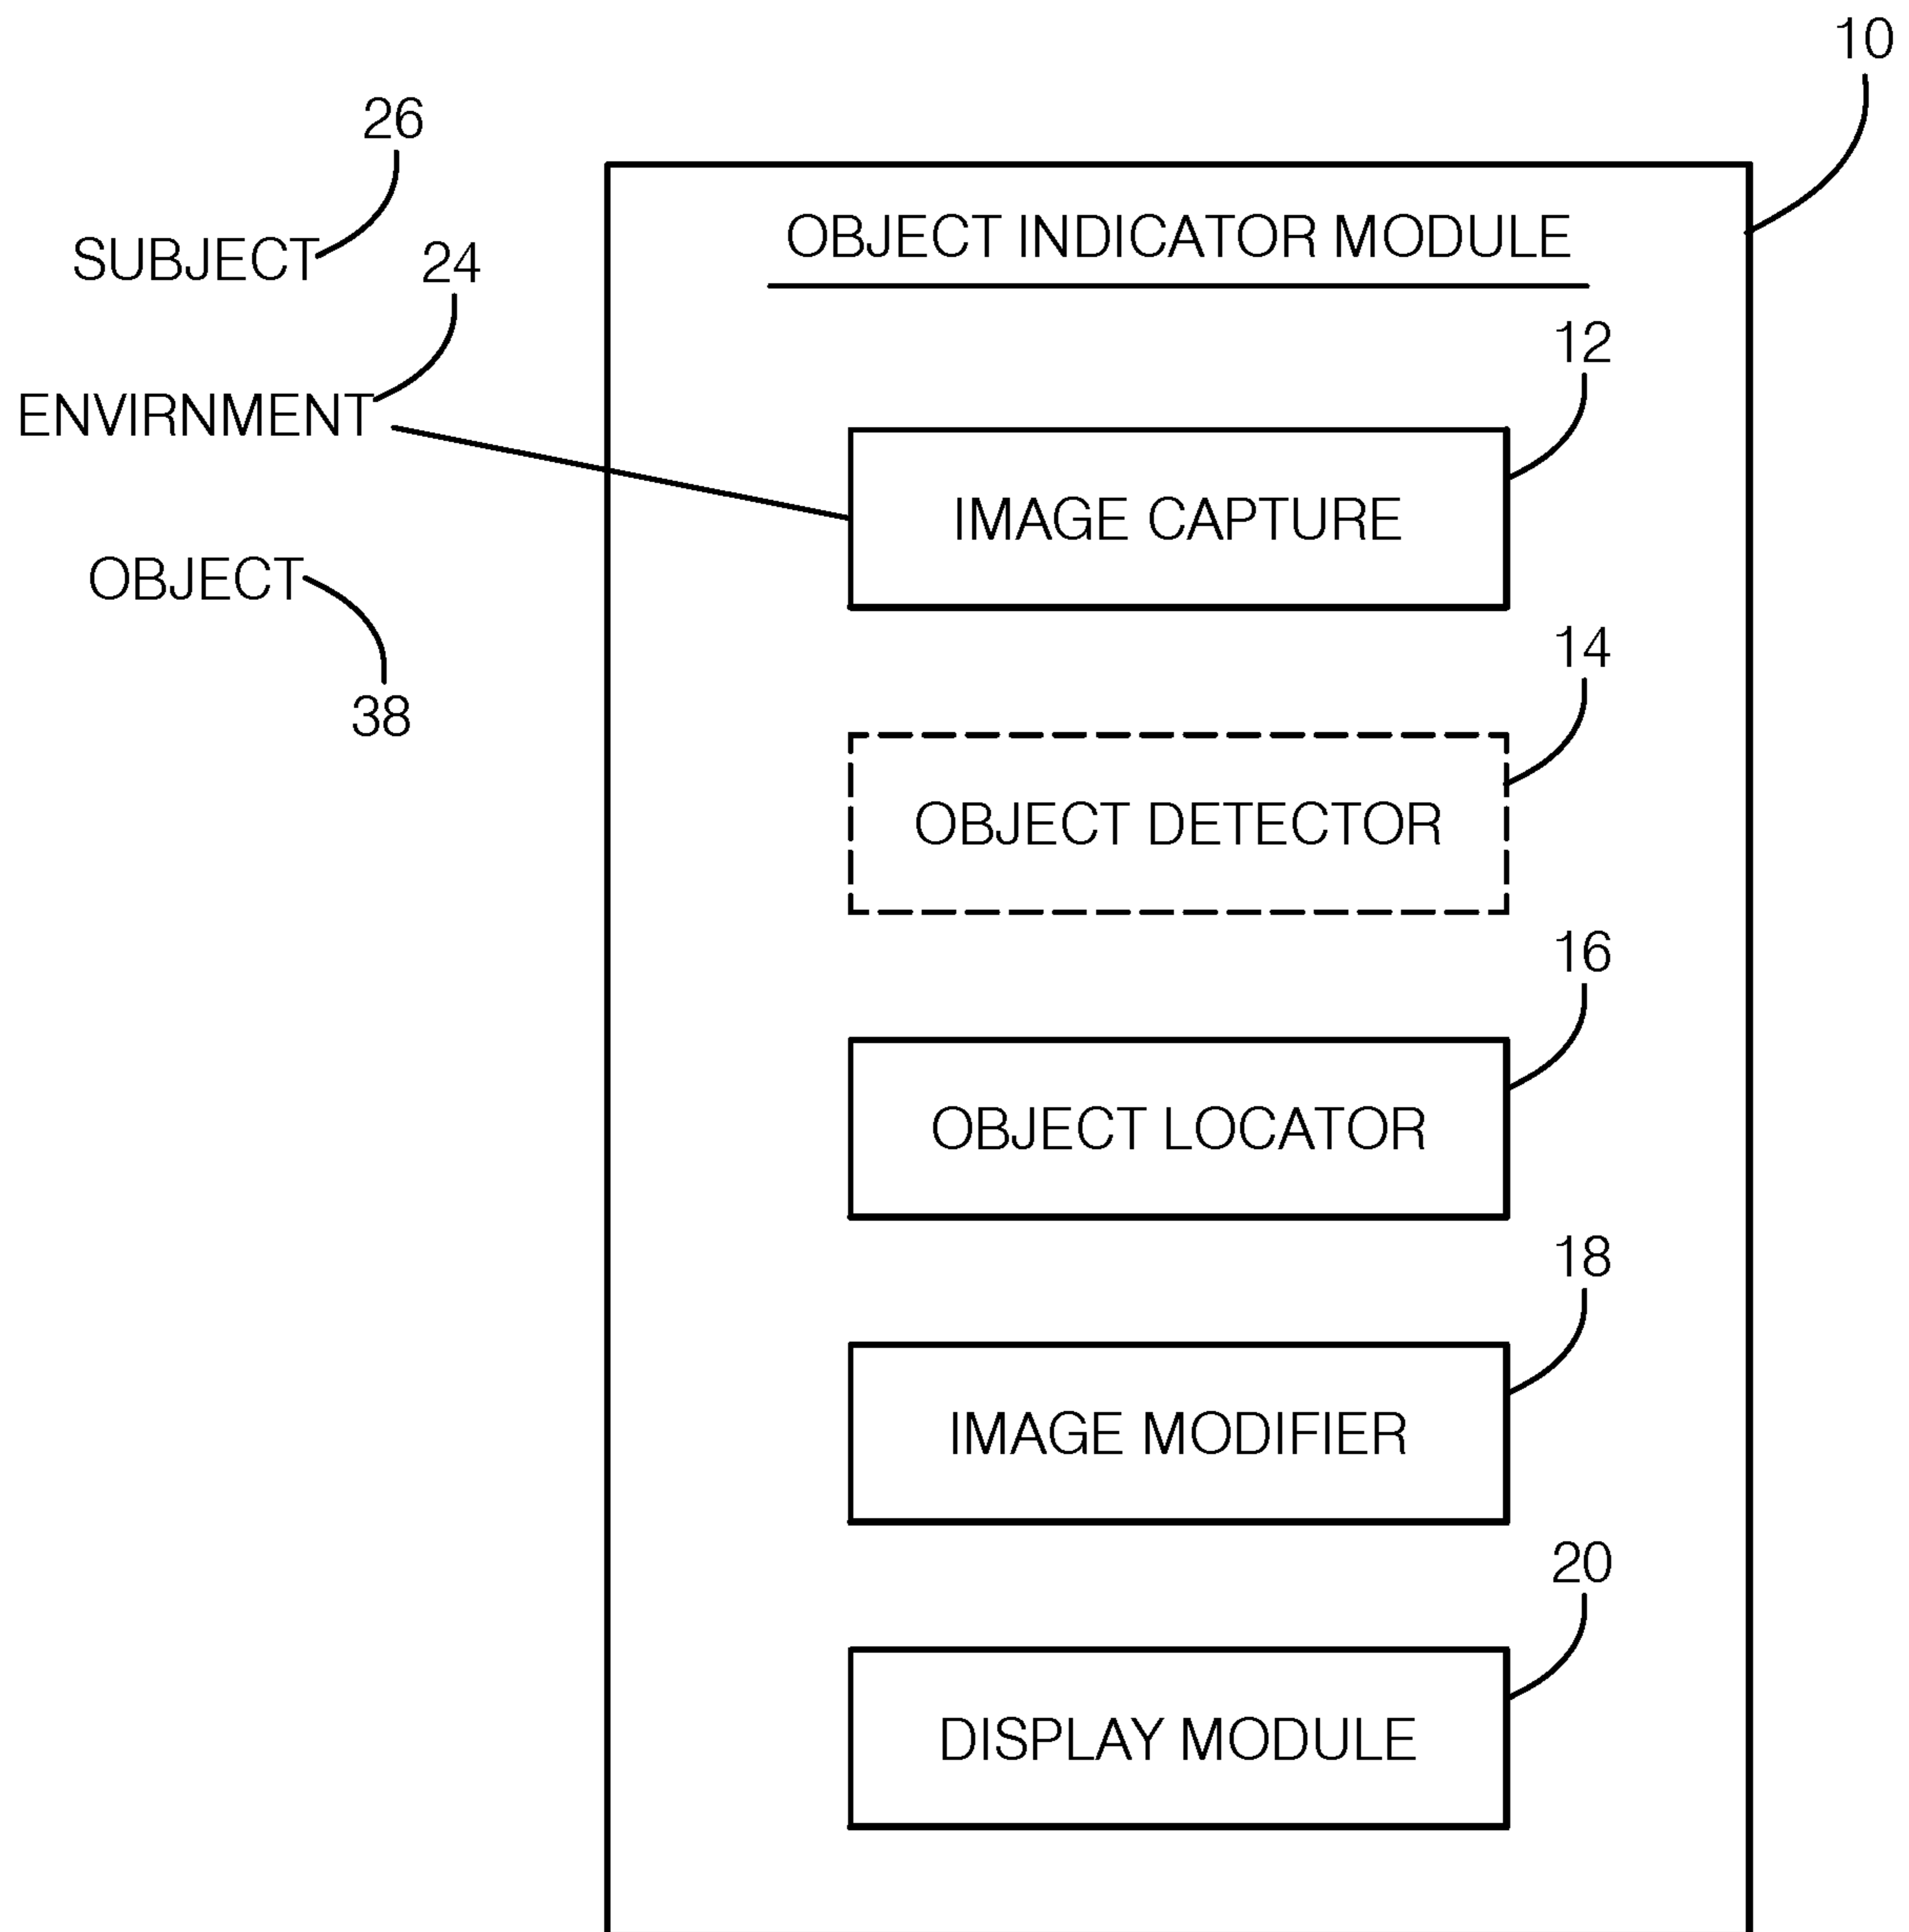 10
26
SUBJECT
24
ENVIRNMENT
OBJECT
38
OBJECT INDICATOR MODULE
12
IMAGE CAPTURE
14
OBJECT DETECTOR
16
OBJECT LOCATOR
18
IMAGE MODIFIER
20
DISPLAY MODULE